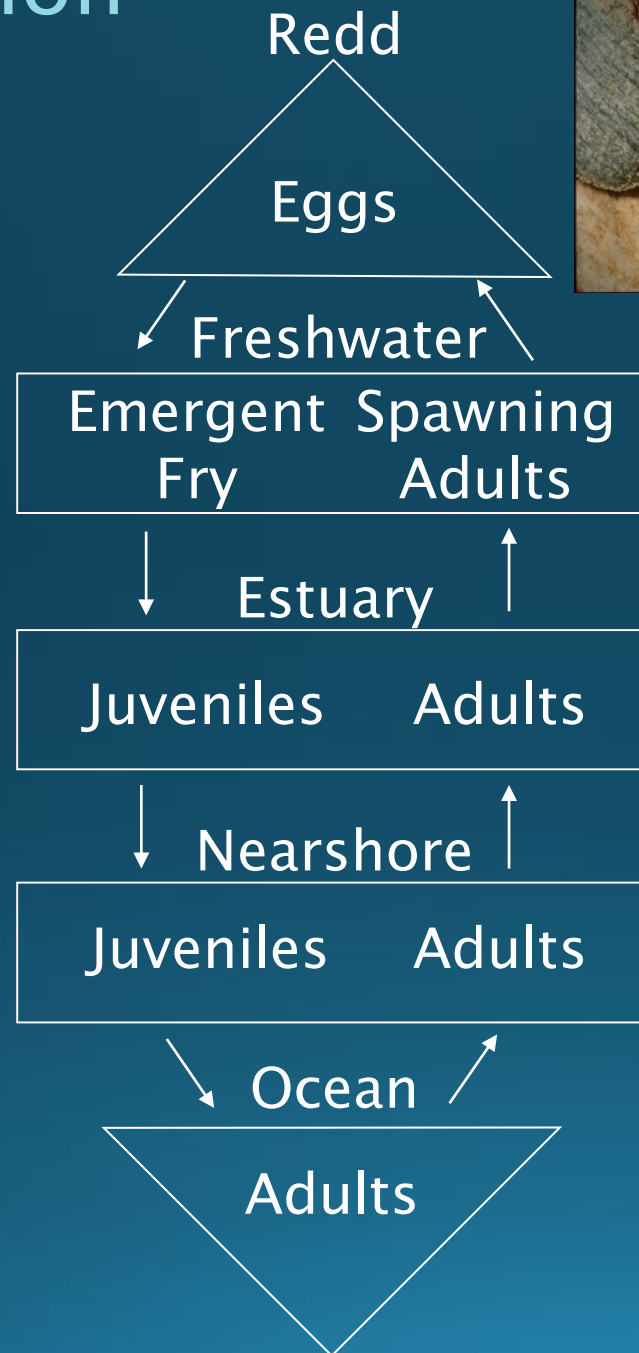 Redd
Eggs
Freshwater
Emergent Spawning
Fry Adults
Estuary
Juveniles Adults
Nearshore
Juveniles Adults
Ocean
Adults